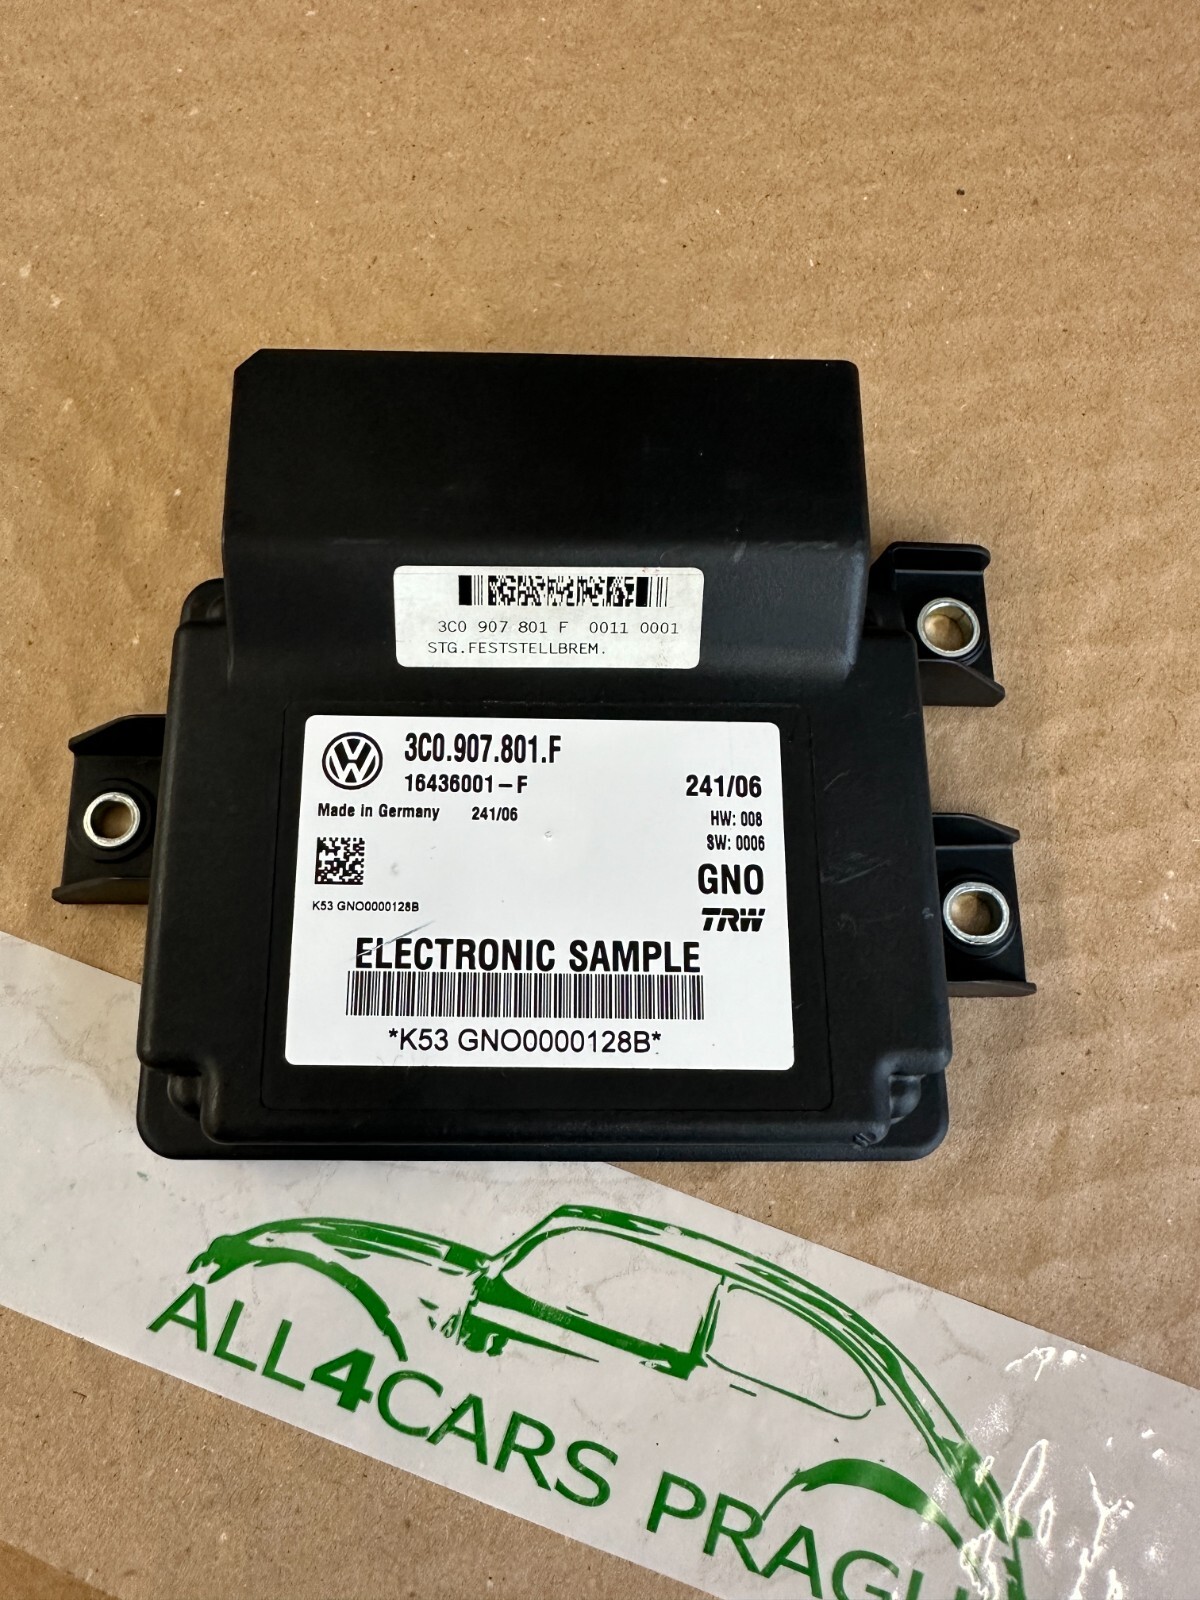 3C0 907 801 F 0011 0001
STG.FESTSTELLBREM.
3C0.907.801.F
16436001-F
241/06
Made in Germany 241/06
HW: 008
SW: 0006
GNO
TRW
K53 GNO0000128B
ELECTRONIC SAMPLE
*K53 GNO0000128B*
ALL4CARS PRAGU